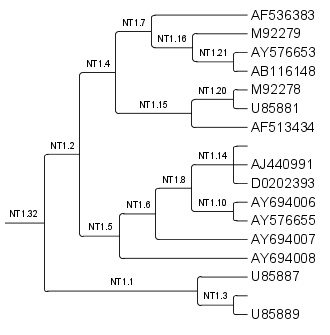 AF536383
NT1.7
M92279
NT1.16
AY576653
NT1.21
NT1.4
AB116148
M92278
NT1.20
U85881
NT1.15
AF513434
NT1.2
NT1.14
AJ440991
NT1.8
D0202393
AY694006
NT1.10
NT1.6
AY576655
NT1.32
NT1.5
AY694007
AY694008
U85887
NT1.1
NT1.3
U85889